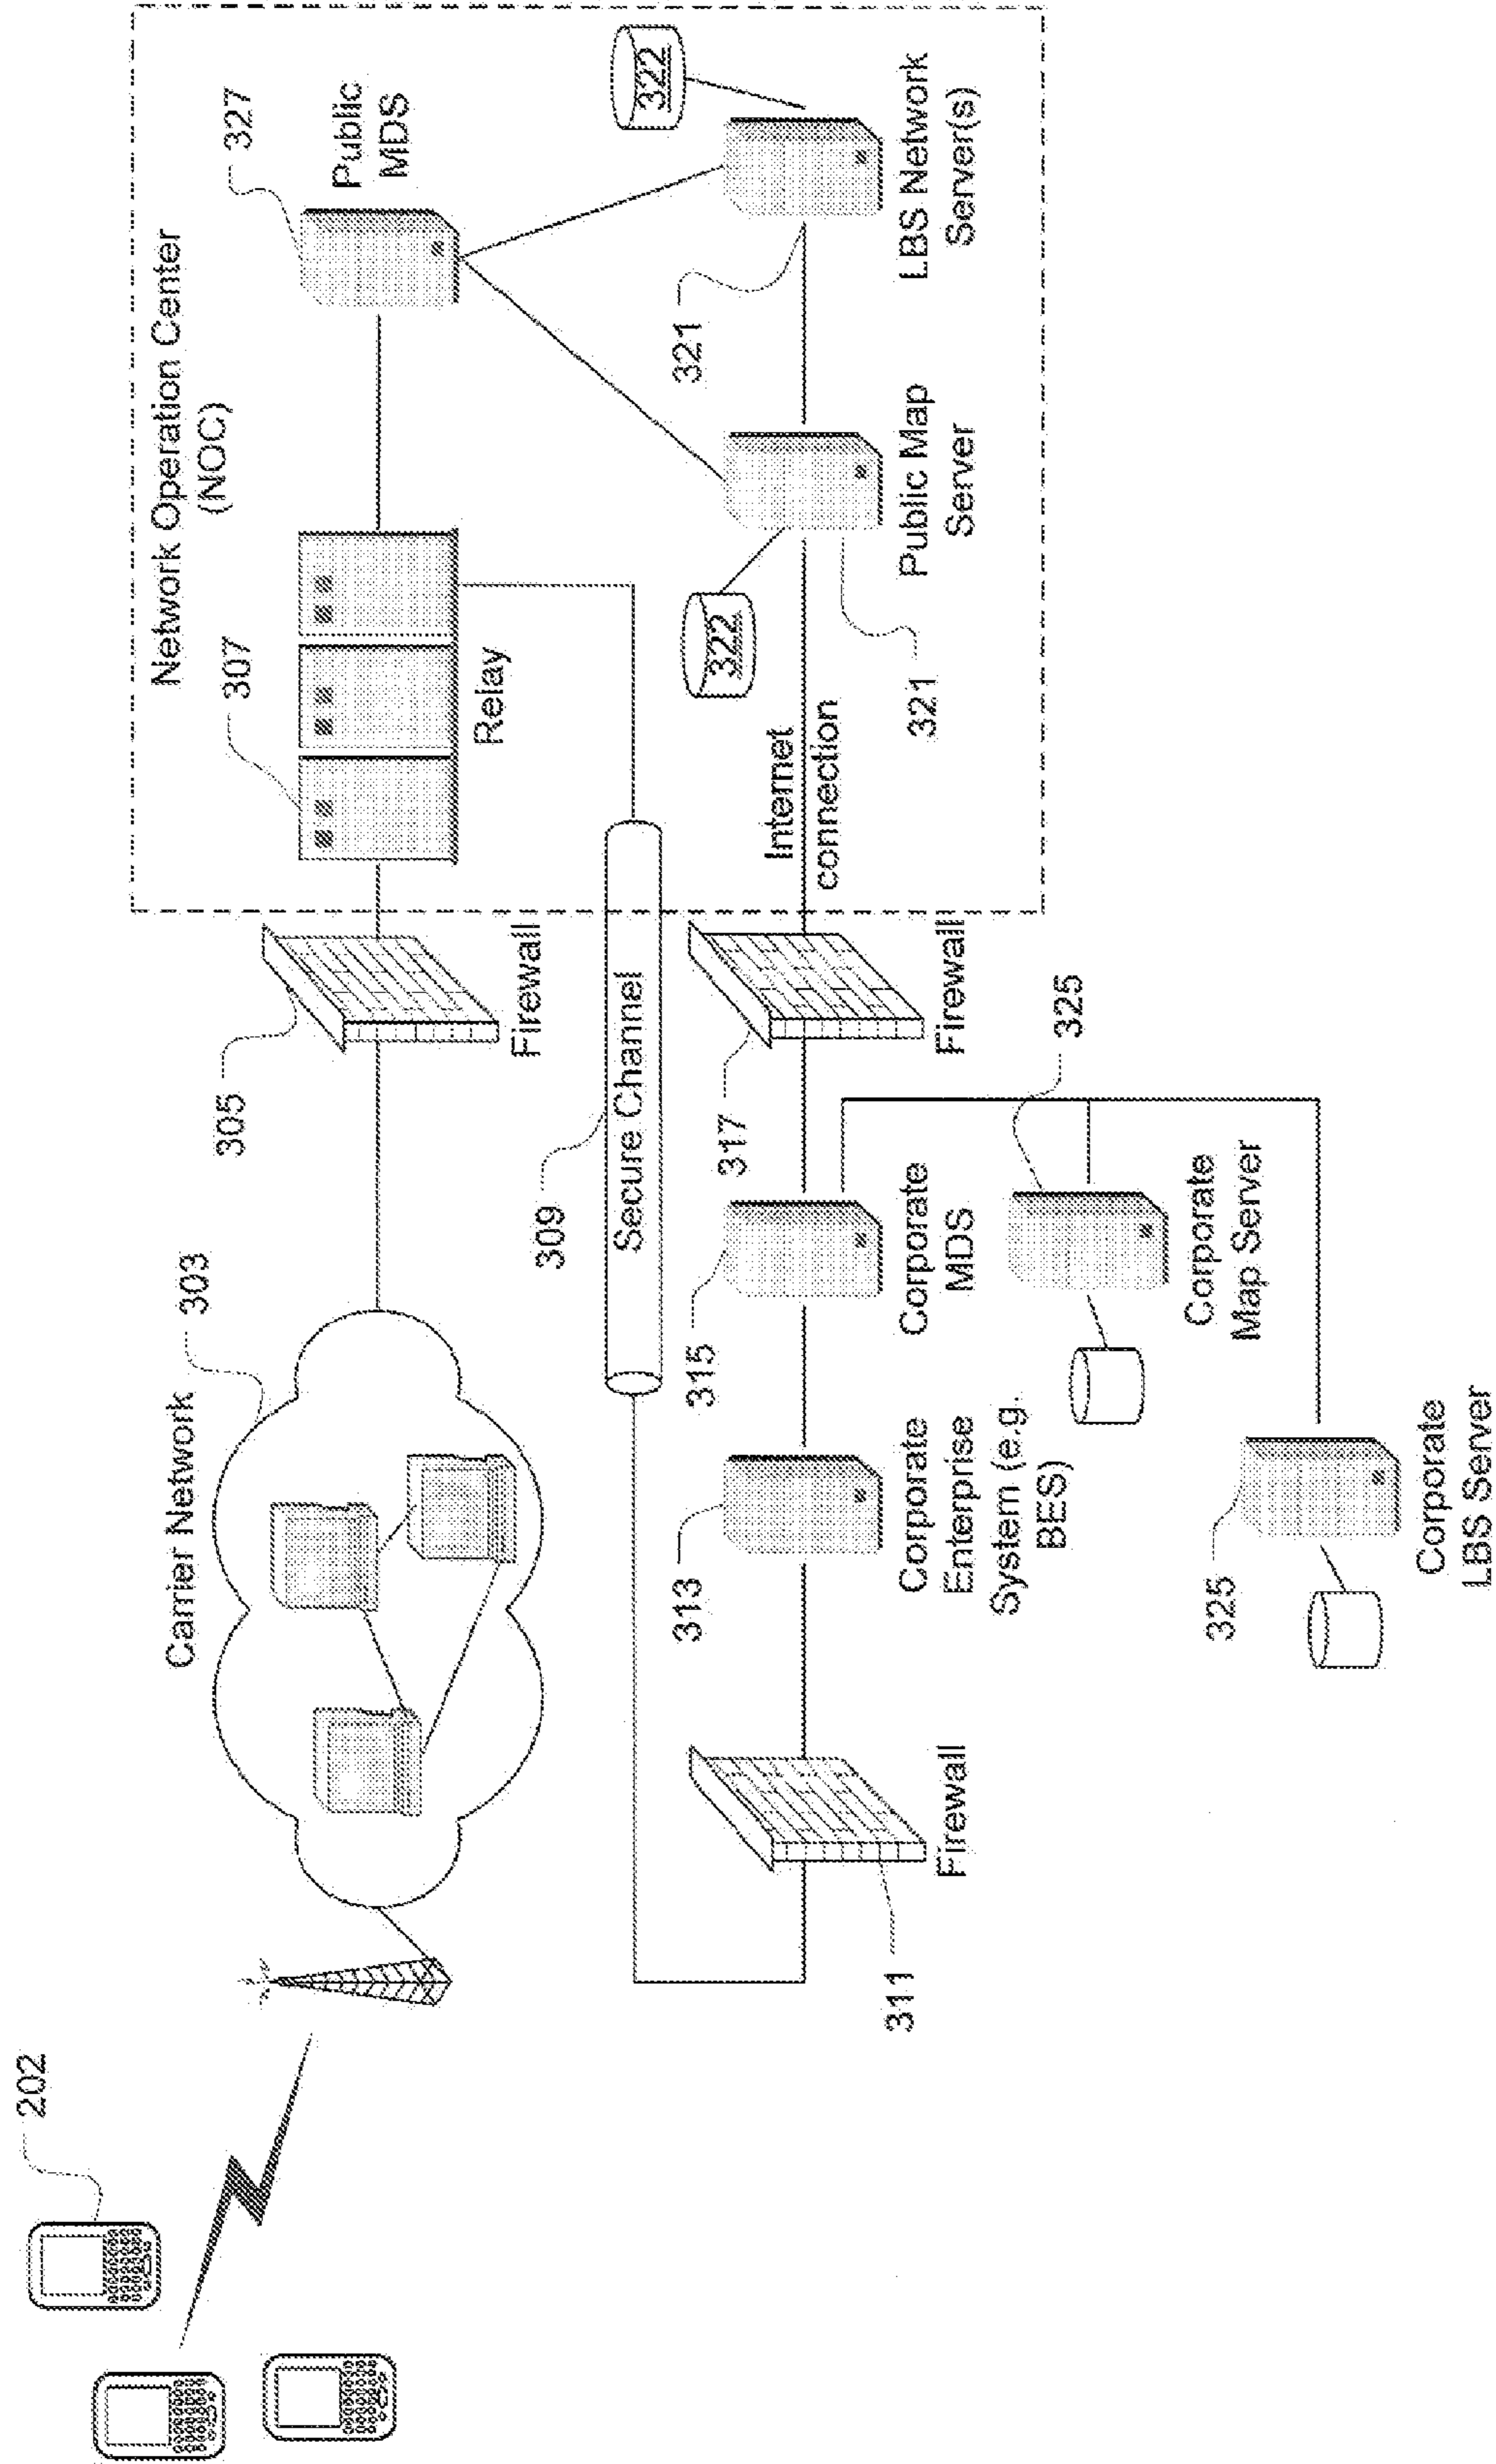 202
Carrier Network
303
305
Firewall
Network Operation Center
(NOC)
307
Relay
327
Public
MDS
309
Secure Channel
322
322
Internet
connection
321
321
Public Map
Server
LBS Network
Server(s)
311
Firewall
313
Corporate
Enterprise
System (e.g.
BES)
315
Corporate
MDS
317
Firewall
325
Corporate
Map Server
325
Corporate
LBS Server